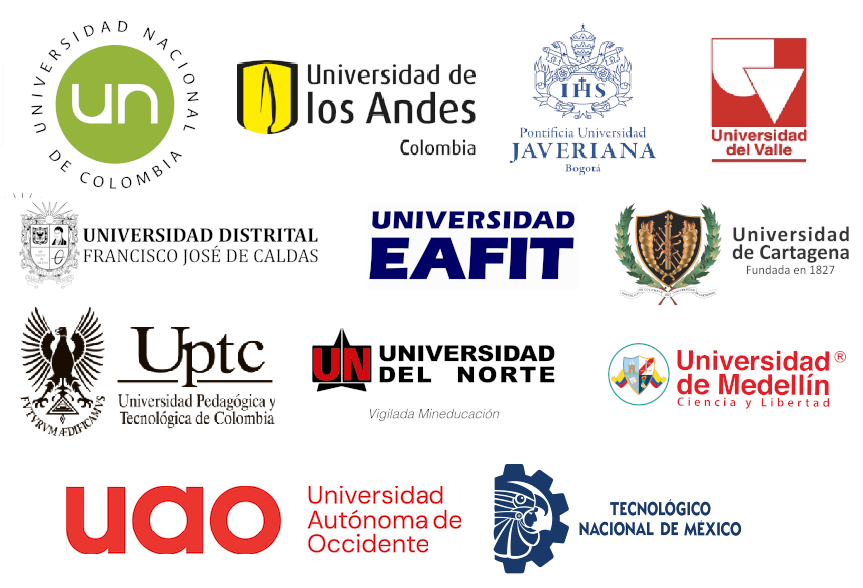 UNIVERSIDAD NACIONAL
DE COLOMBIA
un
Universidad de
los Andes
Colombia
IHS
Pontificia Universidad
JAVERIANA
Bogotá
Universidad
del Valle
UNIVERSIDAD DISTRITAL
FRANCISCO JOSÉ DE CALDAS
UNIVERSIDAD
EAFIT
Universidad
de Cartagena
Fundada en 1827
FVTVRVM ÆDIFICAMVS
Uptc
Universidad Pedagógica y
Tecnológica de Colombia
UN
UNIVERSIDAD
DEL NORTE
Vigilada Mineducación
Universidad®
de Medellín
Ciencia y Libertad
uao
Universidad
Autónoma de
Occidente
TECNOLÓGICO
NACIONAL DE MÉXICO